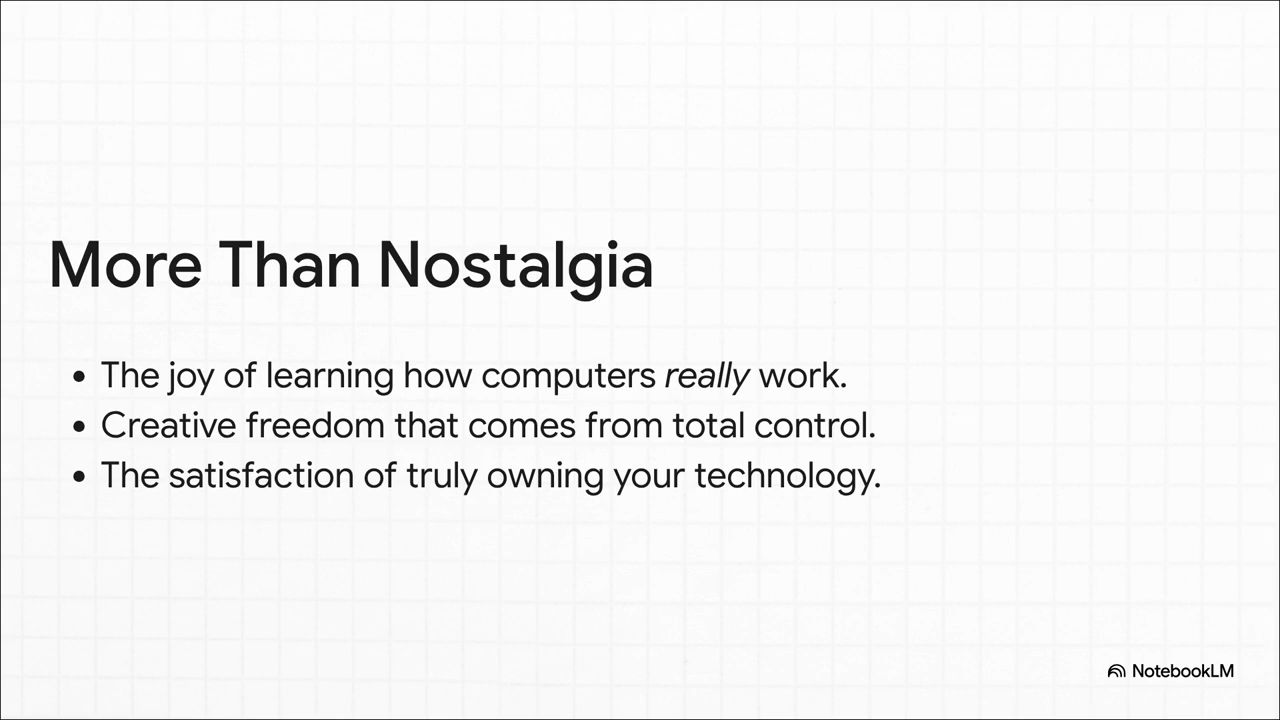 More Than Nostalgia
• The joy of learning how computers really work.
• Creative freedom that comes from total control.
• The satisfaction of truly owning your technology.
NotebookLM